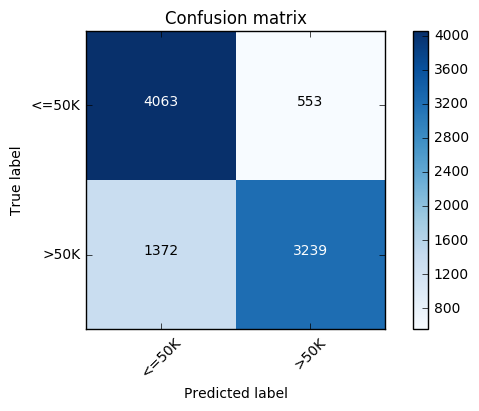 Confusion matrix
True label
<=50K
4063
553
>50K
1372
3239
<=50K
>50K
Predicted label
4000
3600
3200
2800
2400
2000
1600
1200
800